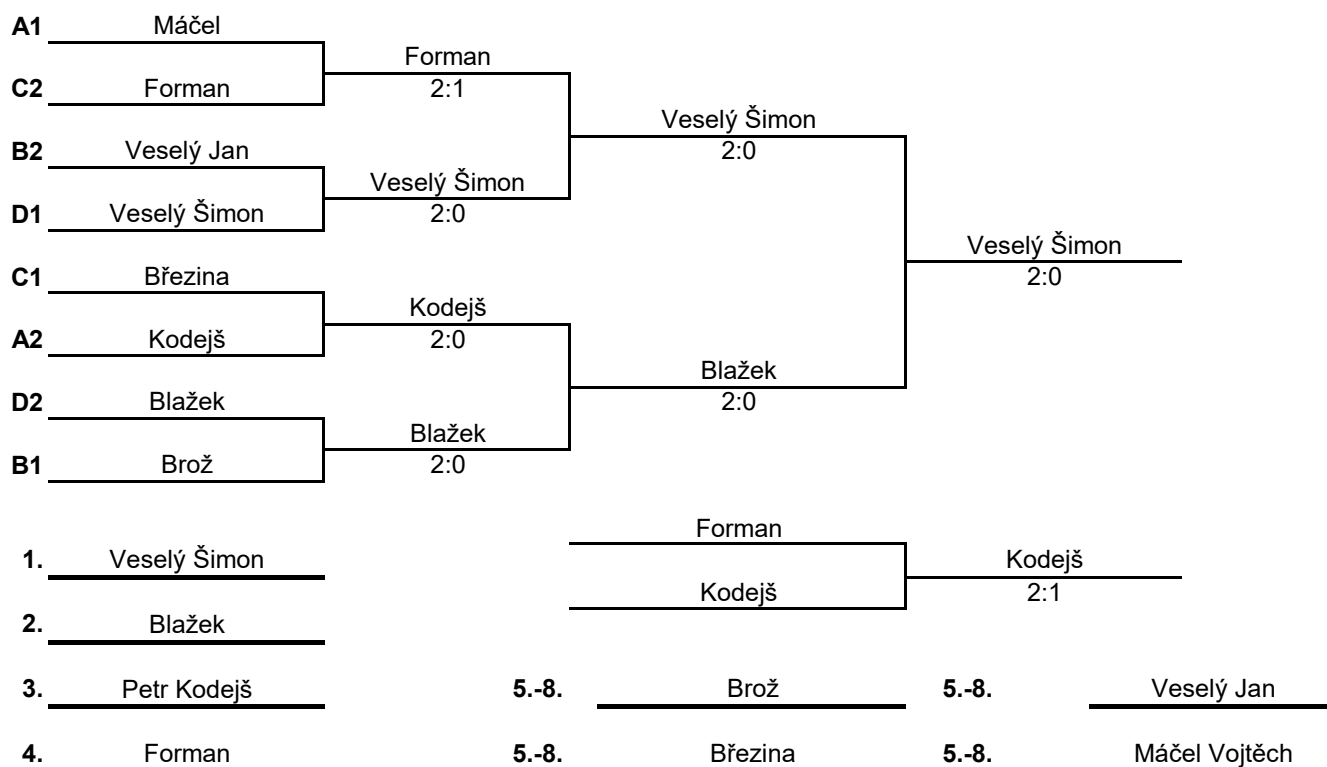 A1 Máčel
Forman
C2 Forman 2:1
Veselý Šimon
B2 Veselý Jan 2:0
Veselý Šimon
D1 Veselý Šimon 2:0
Veselý Šimon
C1 Březina 2:0
Kodejš
A2 Kodejš 2:0
Blažek
D2 Blažek 2:0
Blažek
B1 Brož 2:0
Forman
1. Veselý Šimon Kodejš
Kodejš 2:1
2. Blažek
3. Petr Kodejš 5.-8. Brož 5.-8. Veselý Jan
4. Forman 5.-8. Březina 5.-8. Máčel Vojtěch